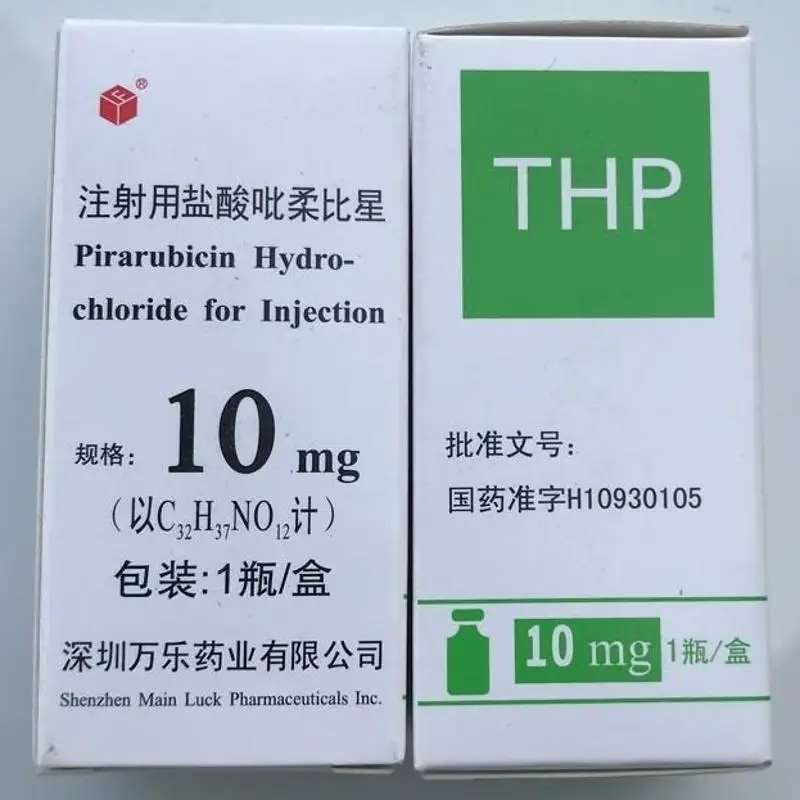 F
®
注射用盐酸吡柔比星
Pirarubicin Hydro-
chloride for Injection
规格: 10 mg
(以C₃₂H₃₇NO₁₂计)
包装:1瓶/盒
深圳万乐药业有限公司
Shenzhen Main Luck Pharmaceuticals Inc.
THP
批准文号:
国药准字H10930105
10 mg 1瓶/盒